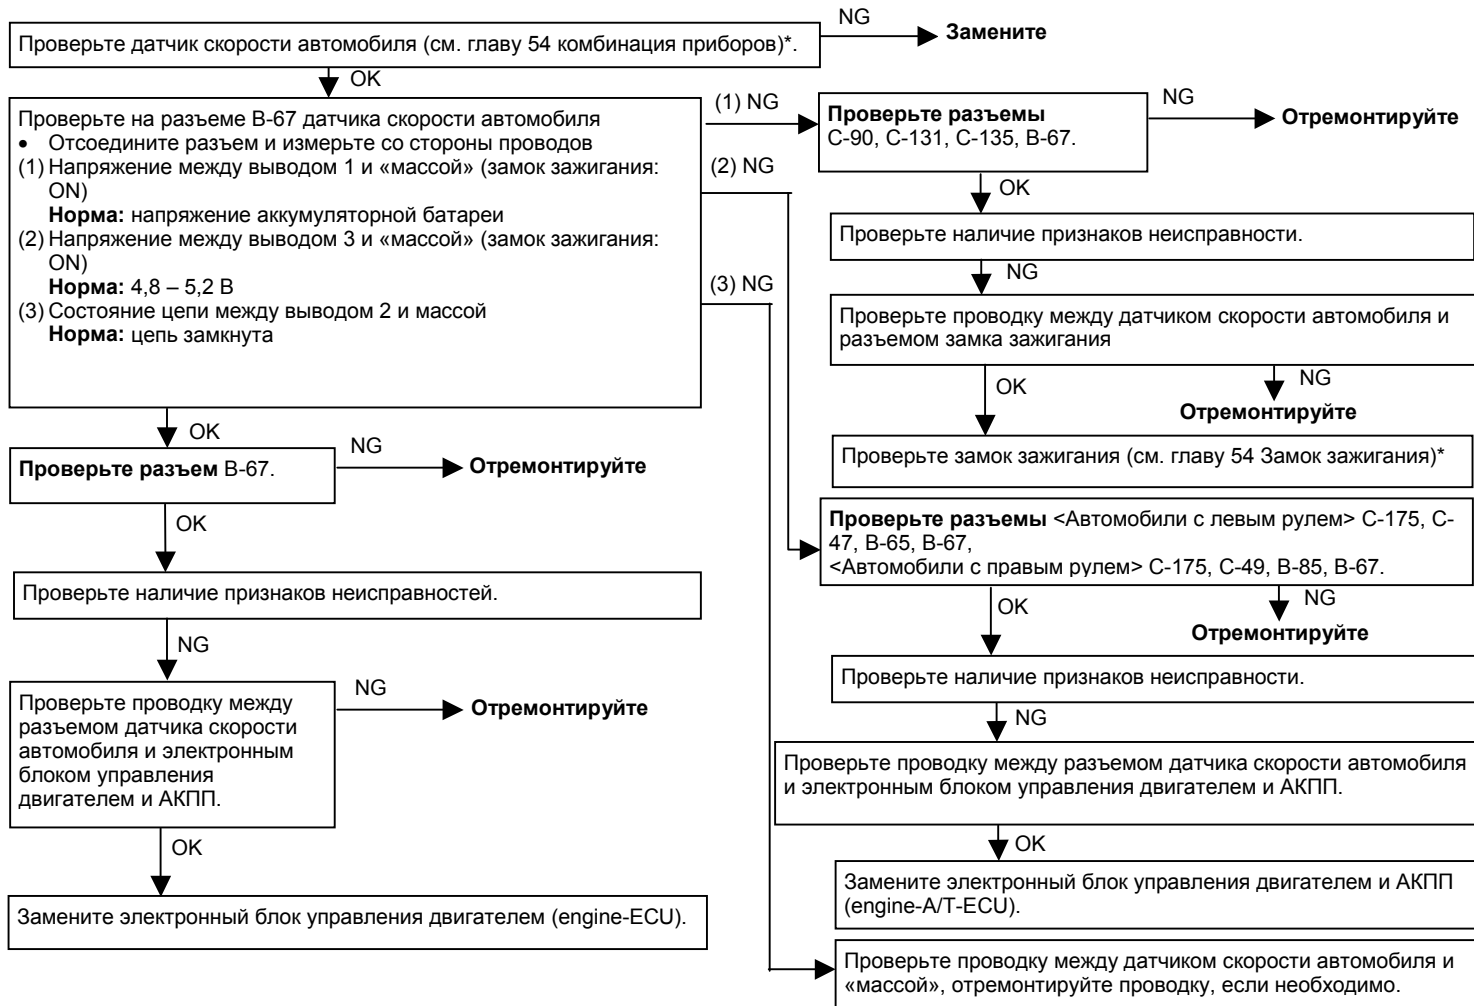 Проверьте датчик скорости автомобиля (см. главу 54 комбинация приборов)*.
NG
Замените
OK
Проверьте на разъеме B-67 датчика скорости автомобиля
• Отсоедините разъем и измерьте со стороны проводов
(1) Напряжение между выводом 1 и «массой» (замок зажигания:
ON)
Норма: напряжение аккумуляторной батареи
(2) Напряжение между выводом 3 и «массой» (замок зажигания:
ON)
Норма: 4,8 – 5,2 В
(3) Состояние цепи между выводом 2 и массой
Норма: цепь замкнута
(1) NG
(2) NG
(3) NG
OK
Проверьте разъем B-67.
NG
Отремонтируйте
OK
Проверьте наличие признаков неисправностей.
NG
Проверьте проводку между
разъемом датчика скорости
автомобиля и электронным
блоком управления
двигателем и АКПП.
NG
Отремонтируйте
OK
Замените электронный блок управления двигателем (engine-ECU).
Проверьте разъемы
C-90, C-131, C-135, B-67.
NG
Отремонтируйте
OK
Проверьте наличие признаков неисправности.
NG
Проверьте проводку между датчиком скорости автомобиля и
разъемом замка зажигания
OK
NG
Отремонтируйте
Проверьте замок зажигания (см. главу 54 Замок зажигания)*
Проверьте разъемы <Автомобили с левым рулем> C-175, C-
47, B-65, B-67,
<Автомобили с правым рулем> C-175, C-49, B-85, B-67.
OK
NG
Отремонтируйте
Проверьте наличие признаков неисправности.
NG
Проверьте проводку между разъемом датчика скорости автомобиля
и электронным блоком управления двигателем и АКПП.
OK
Замените электронный блок управления двигателем и АКПП
(engine-A/T-ECU).
Проверьте проводку между датчиком скорости автомобиля и
«массой», отремонтируйте проводку, если необходимо.